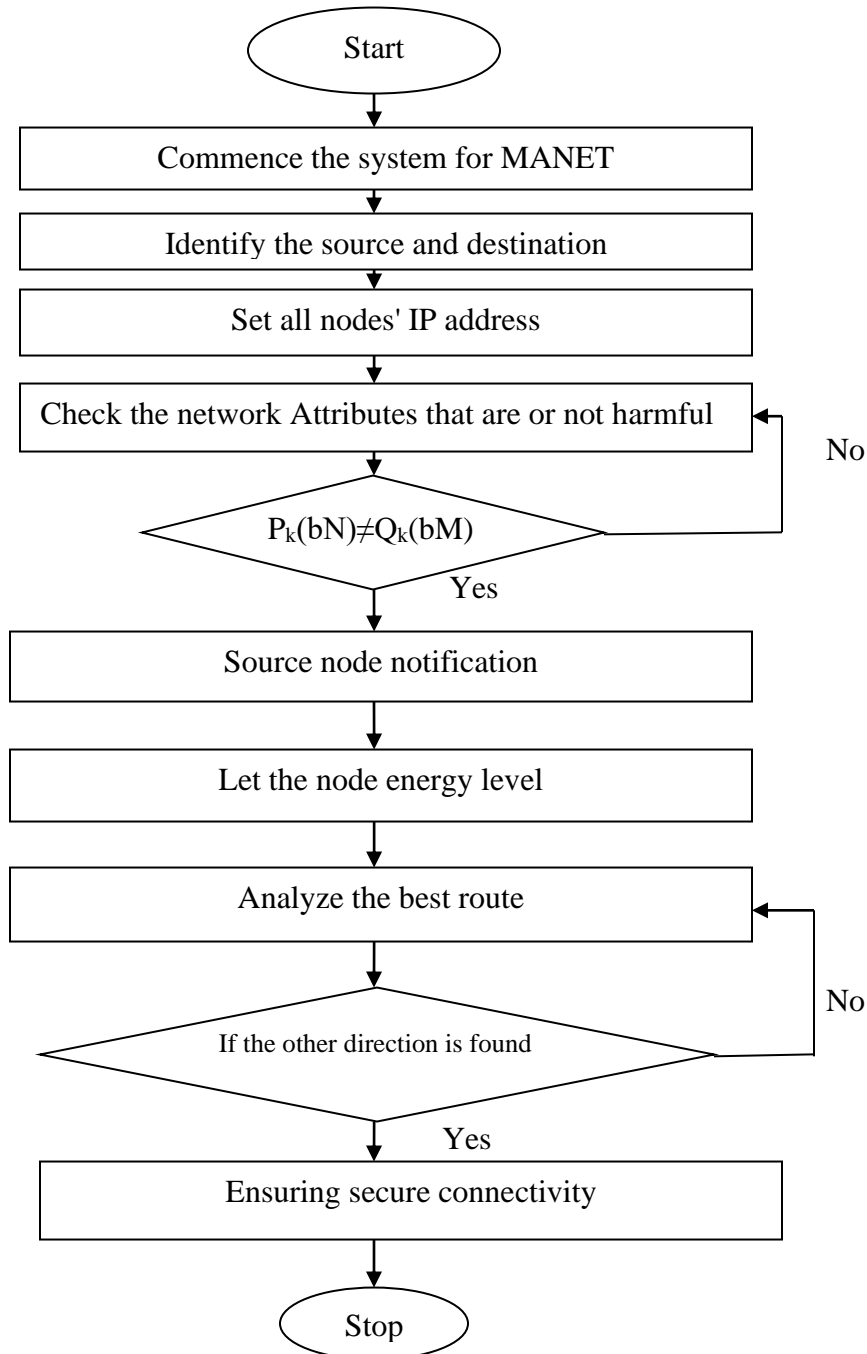 Start
Commence the system for MANET
Identify the source and destination
Set all nodes' IP address
Check the network Attributes that are or not harmful
No
Pₖ(bN)≠Qₖ(bM)
Yes
Source node notification
Let the node energy level
Analyze the best route
No
If the other direction is found
Yes
Ensuring secure connectivity
Stop